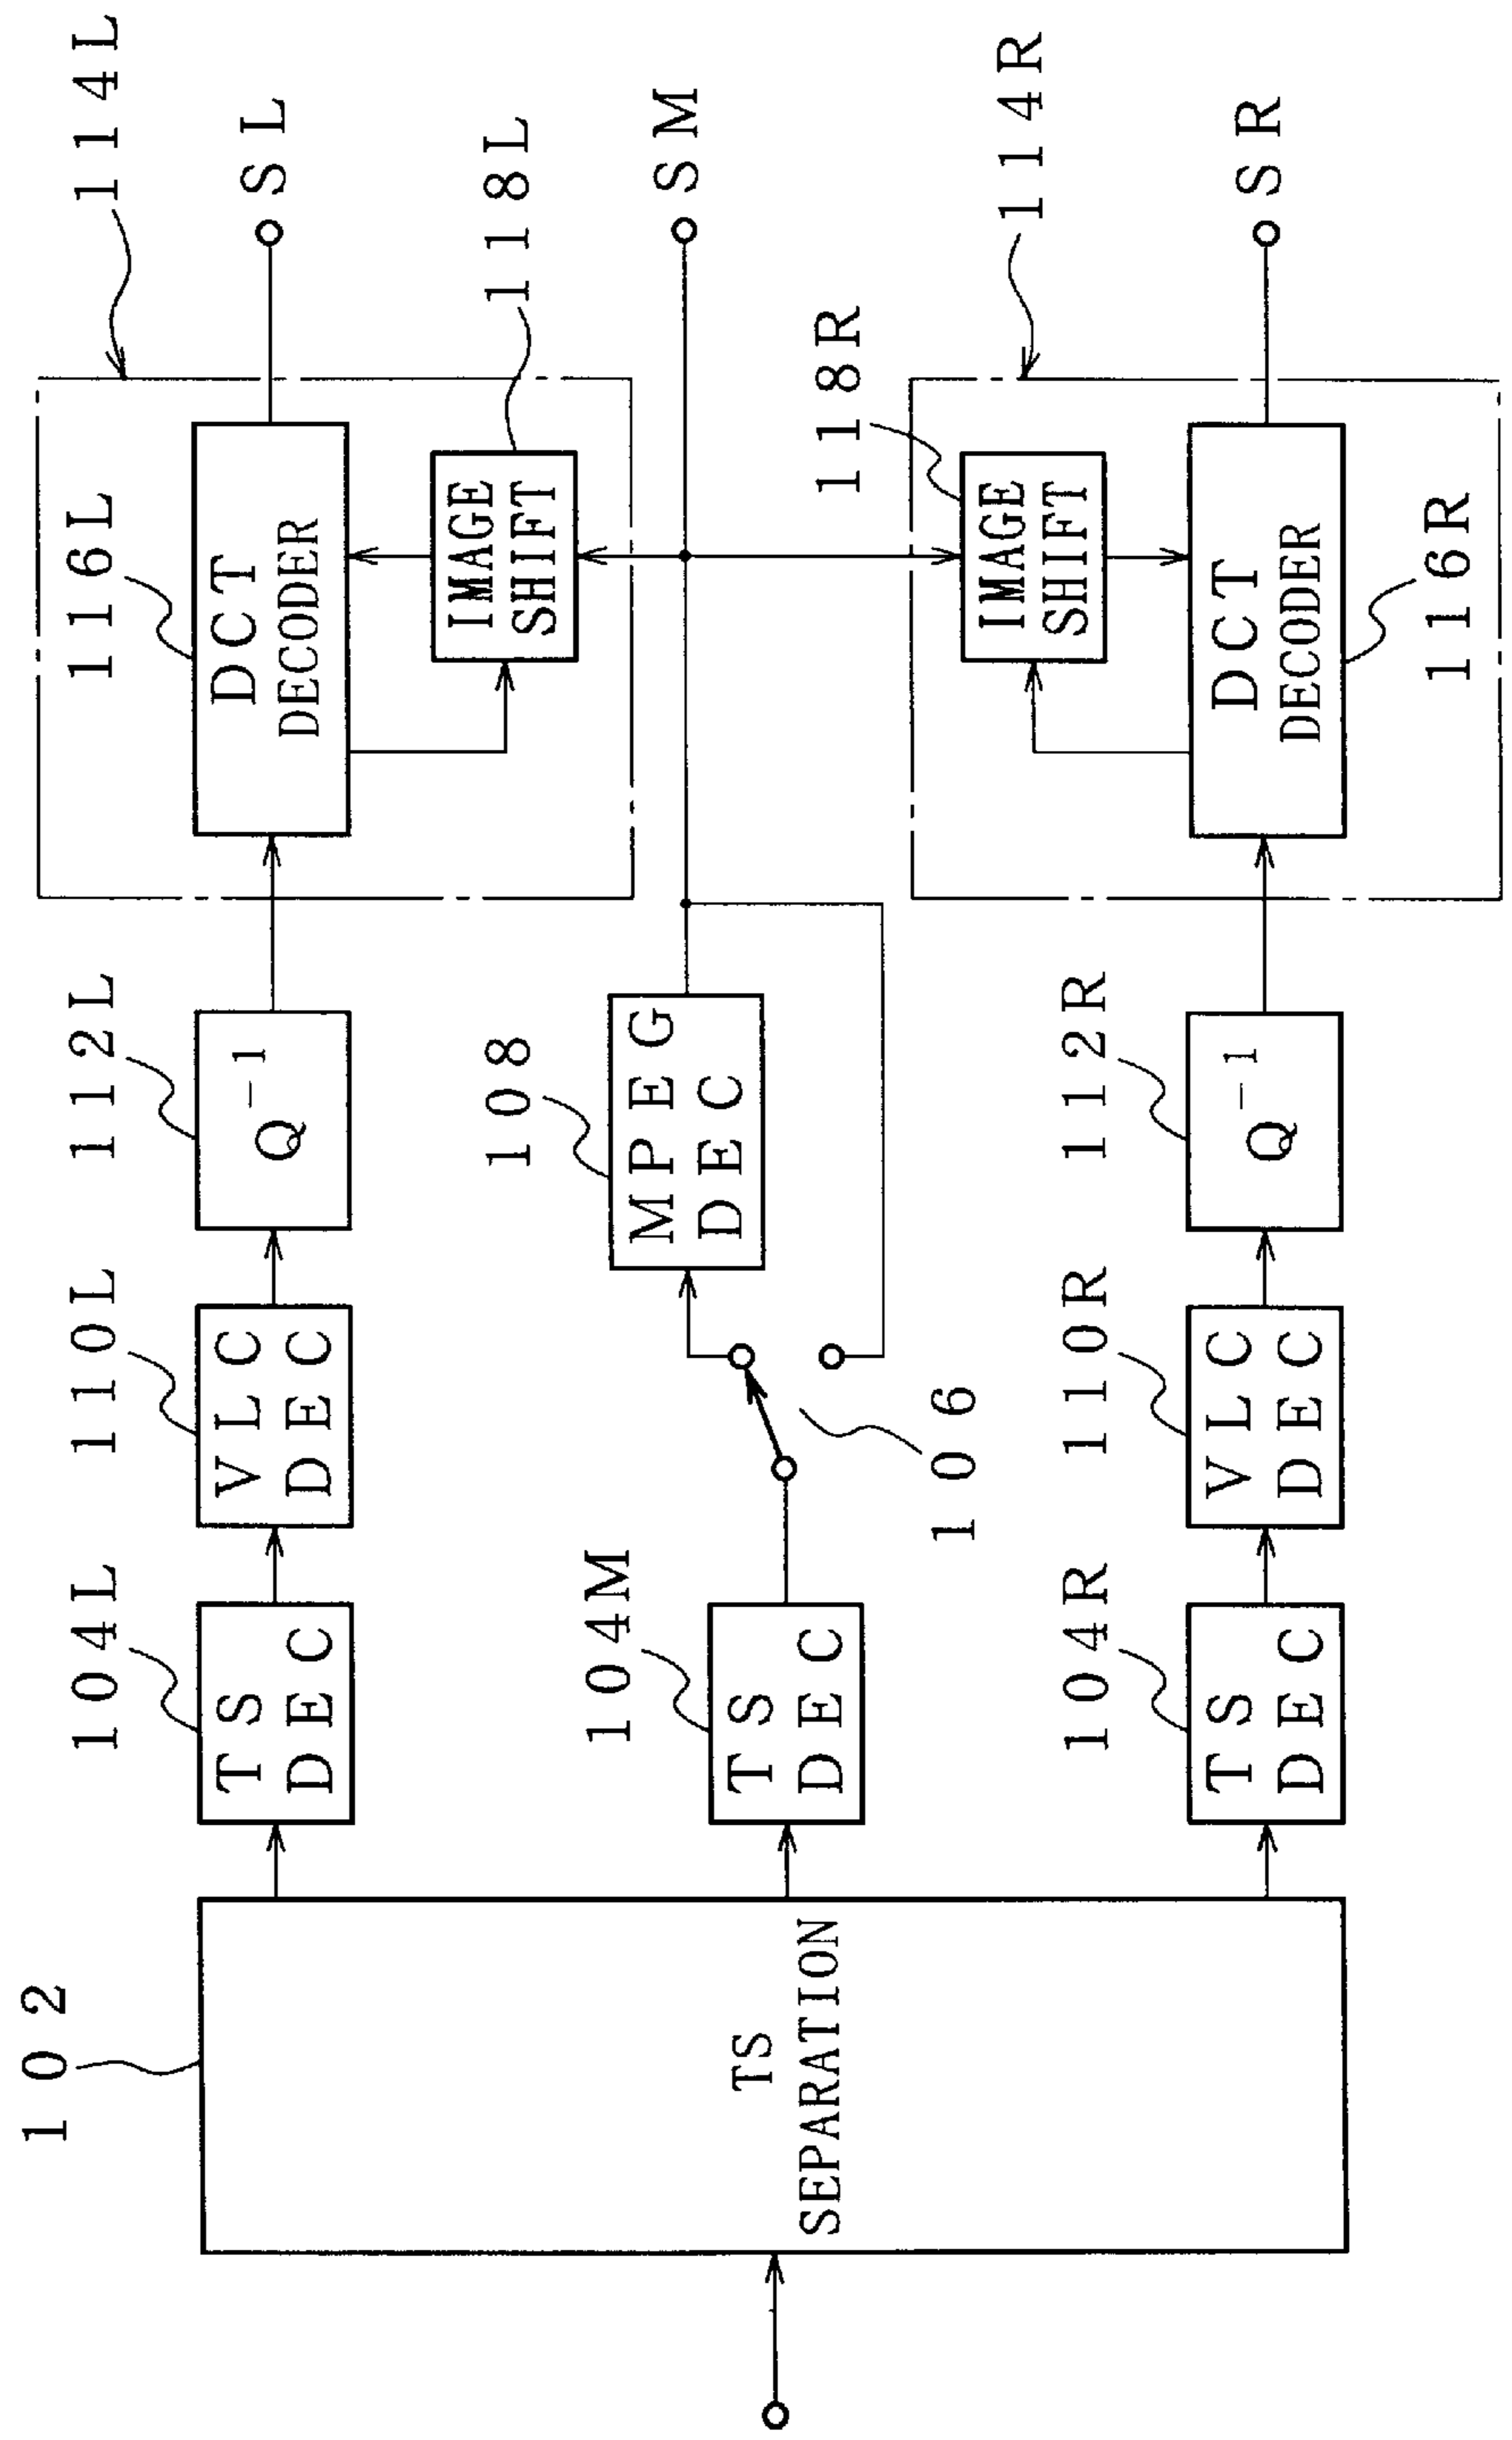 102
TS
SEPARATION
104L
TS
DEC
110L
VLC
DEC
112L
Q⁻¹
116L
DCT
DECODER
114L
SL
118L
IMAGE
SHIFT
104M
TS
DEC
106
108
MPEG
DEC
SM
104R
TS
DEC
110R
VLC
DEC
112R
Q⁻¹
118R
IMAGE
SHIFT
114R
DCT
DECODER
116R
SR